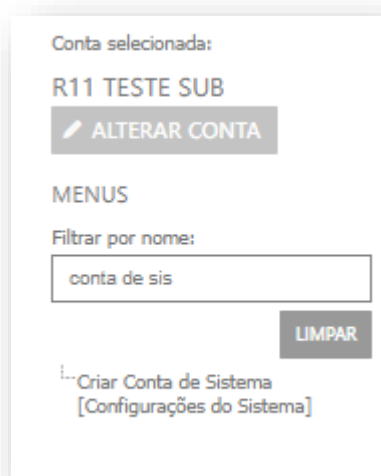 Conta selecionada:
R11 TESTE SUB
ALTERAR CONTA
MENUS
Filtrar por nome:
conta de sis
LIMPAR
Criar Conta de Sistema
[Configurações do Sistema]